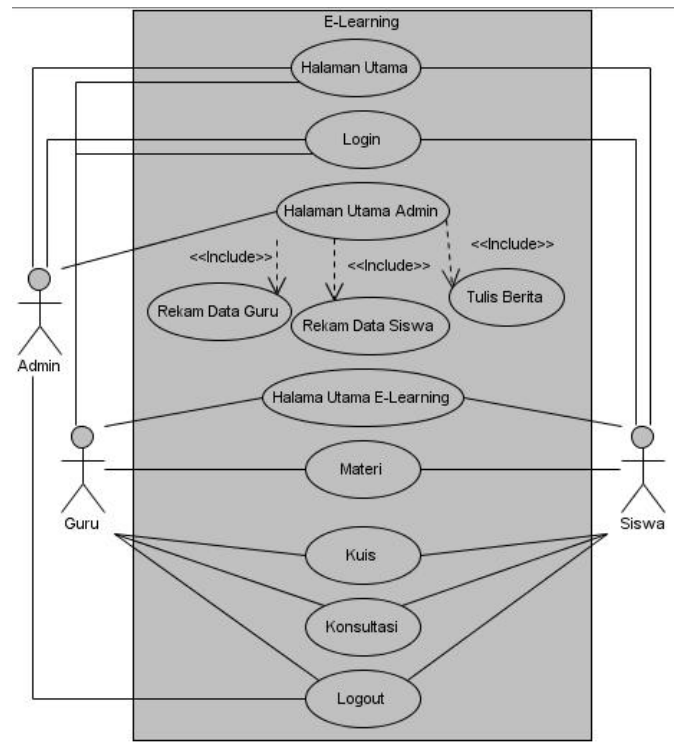 E-Learning
Halaman Utama
Login
Halaman Utama Admin
<<Include>>
<<Include>>
<<Include>>
Rekam Data Guru
Rekam Data Siswa
Tulis Berita
Admin
Halama Utama E-Learning
Materi
Guru
Siswa
Kuis
Konsultasi
Logout